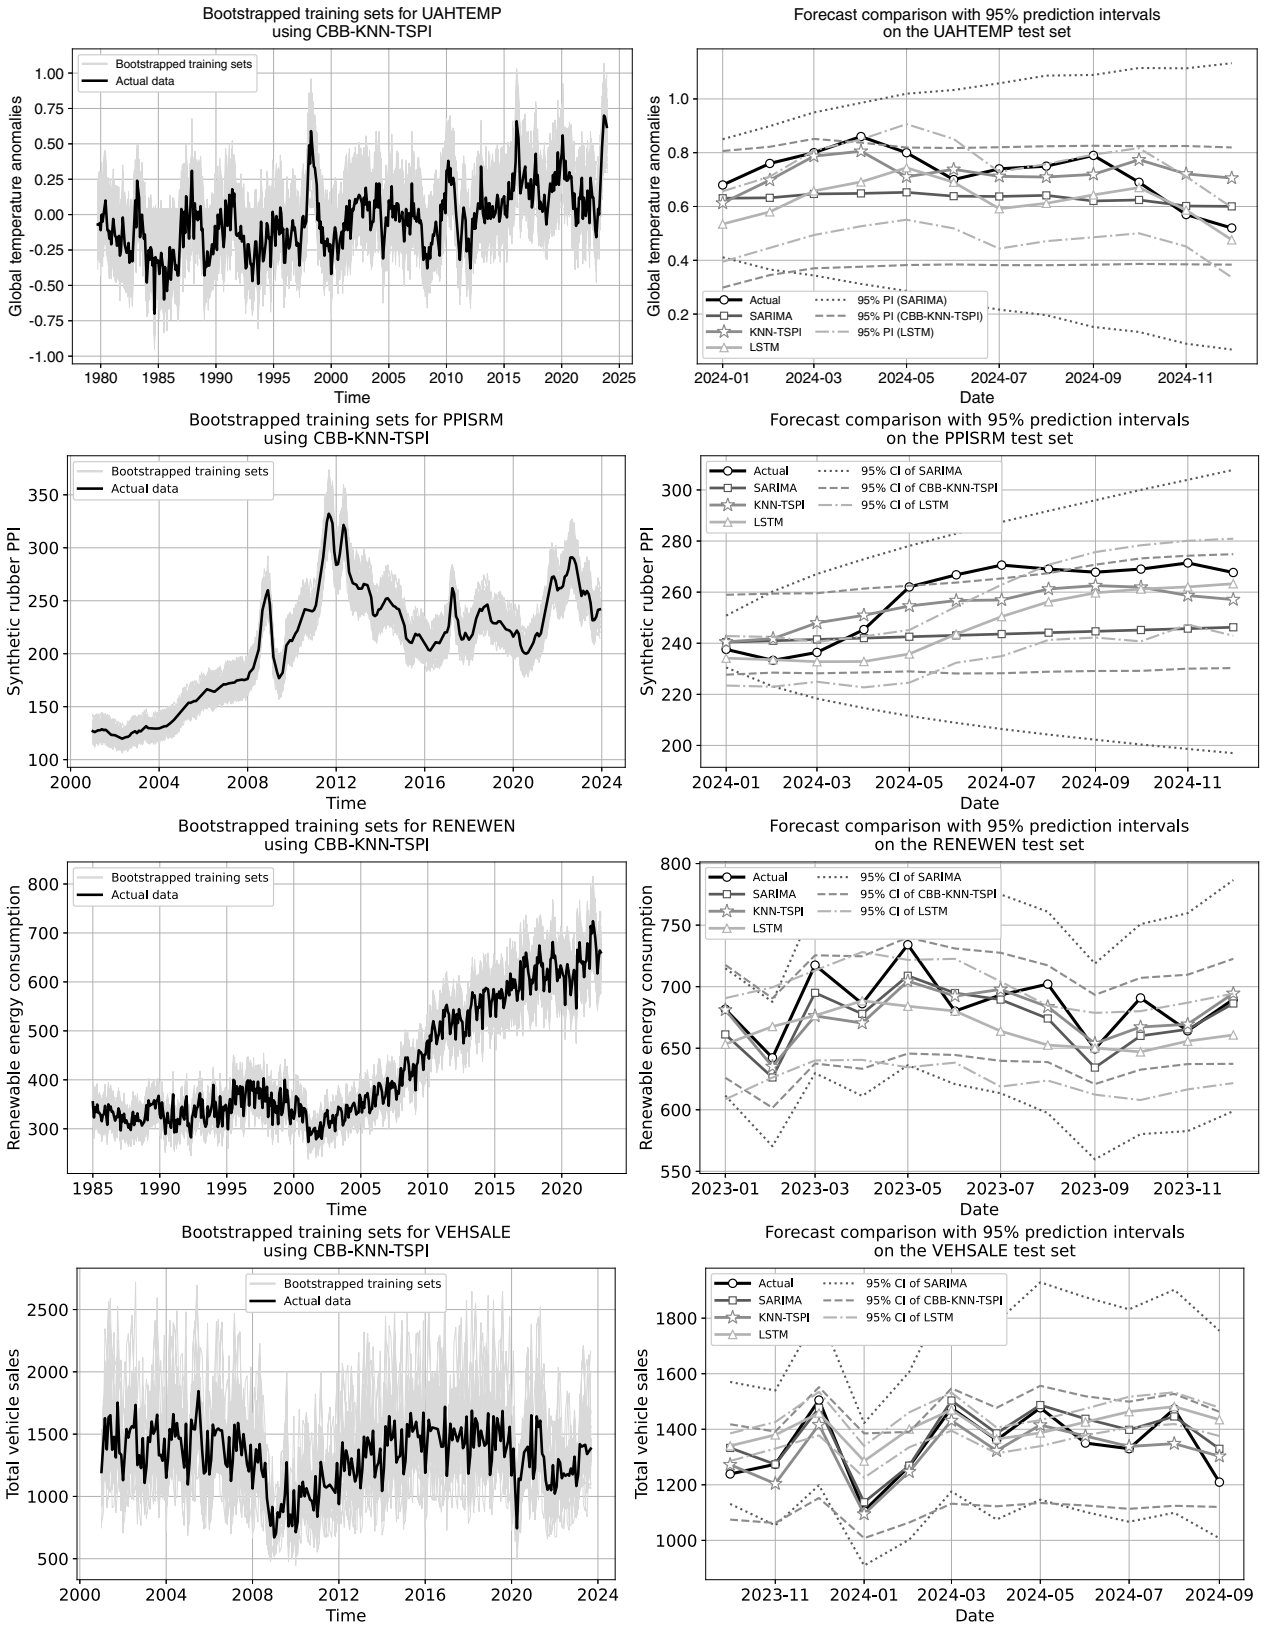 Bootstrapped training sets for UAHTEMP
using CBB-KNN-TSPI
Bootstrapped training sets
Actual data
Global temperature anomalies
1.00
0.75
0.50
0.25
0.00
-0.25
-0.50
-0.75
-1.00
1980 1985 1990 1995 2000 2005 2010 2015 2020 2025
Time
Forecast comparison with 95% prediction intervals
on the UAHTEMP test set
Global temperature anomalies
1.0
0.8
0.6
0.4
0.2
Actual
SARIMA
KNN-TSPI
LSTM
95% PI (SARIMA)
95% PI (CBB-KNN-TSPI)
95% PI (LSTM)
2024-01 2024-03 2024-05 2024-07 2024-09 2024-11
Date
Bootstrapped training sets for PPISRM
using CBB-KNN-TSPI
Bootstrapped training sets
Actual data
Synthetic rubber PPI
350
300
250
200
150
100
2000 2004 2008 2012 2016 2020 2024
Time
Forecast comparison with 95% prediction intervals
on the PPISRM test set
Actual
SARIMA
KNN-TSPI
LSTM
95% CI of SARIMA
95% CI of CBB-KNN-TSPI
95% CI of LSTM
Synthetic rubber PPI
300
280
260
240
220
200
2024-01 2024-03 2024-05 2024-07 2024-09 2024-11
Date
Bootstrapped training sets for RENEWEN
using CBB-KNN-TSPI
Bootstrapped training sets
Actual data
Renewable energy consumption
800
700
600
500
400
300
1985 1990 1995 2000 2005 2010 2015 2020
Time
Forecast comparison with 95% prediction intervals
on the RENEWEN test set
Actual
SARIMA
KNN-TSPI
LSTM
95% CI of SARIMA
95% CI of CBB-KNN-TSPI
95% CI of LSTM
Renewable energy consumption
800
750
700
650
600
550
2023-01 2023-03 2023-05 2023-07 2023-09 2023-11
Date
Bootstrapped training sets for VEHSALE
using CBB-KNN-TSPI
Bootstrapped training sets
Actual data
Total vehicle sales
2500
2000
1500
1000
500
2000 2004 2008 2012 2016 2020 2024
Time
Forecast comparison with 95% prediction intervals
on the VEHSALE test set
Actual
SARIMA
KNN-TSPI
LSTM
95% CI of SARIMA
95% CI of CBB-KNN-TSPI
95% CI of LSTM
Total vehicle sales
1800
1600
1400
1200
1000
2023-11 2024-01 2024-03 2024-05 2024-07 2024-09
Date